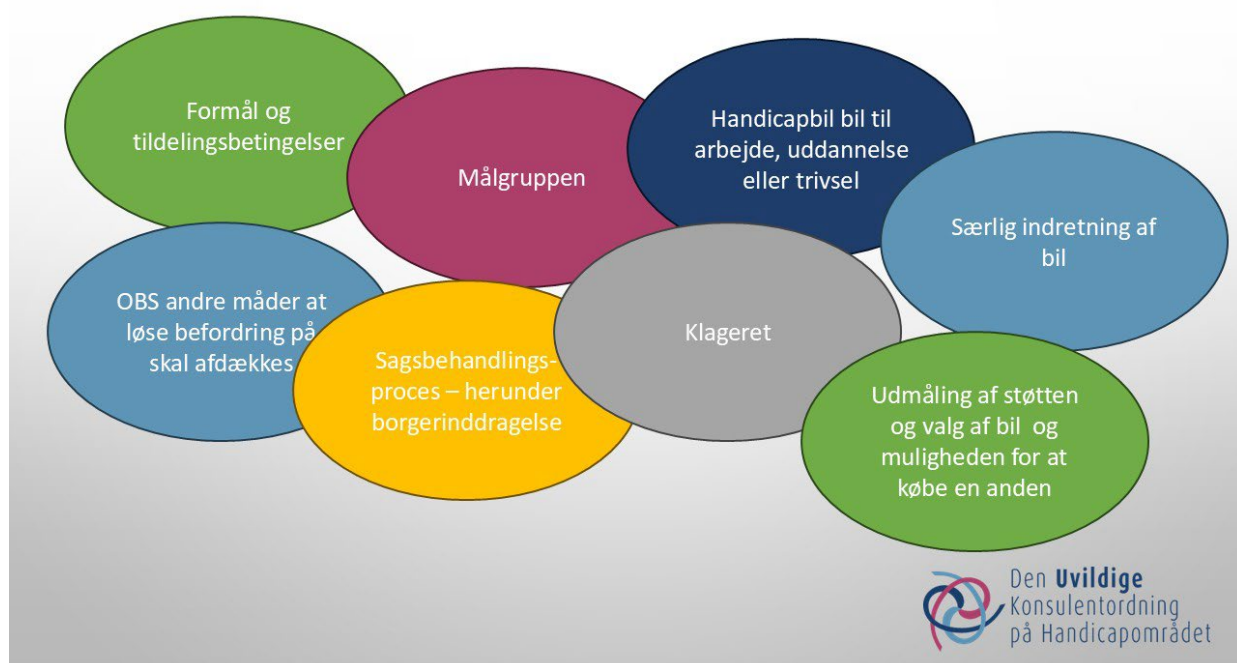 Formål og
tildelingsbetingelser
Målgruppen
Handicapbil bil til
arbejde, uddannelse
eller trivsel
Særlig indretning af
bil
OBS andre måder at
løse befordring på
skal afdækkes
Sagsbehandlings-
proces – herunder
borgerinddragelse
Klageret
Udmåling af støtten
og valg af bil og
muligheden for at
købe en anden
Den Uvildige
Konsulentordning
på Handicapområdet